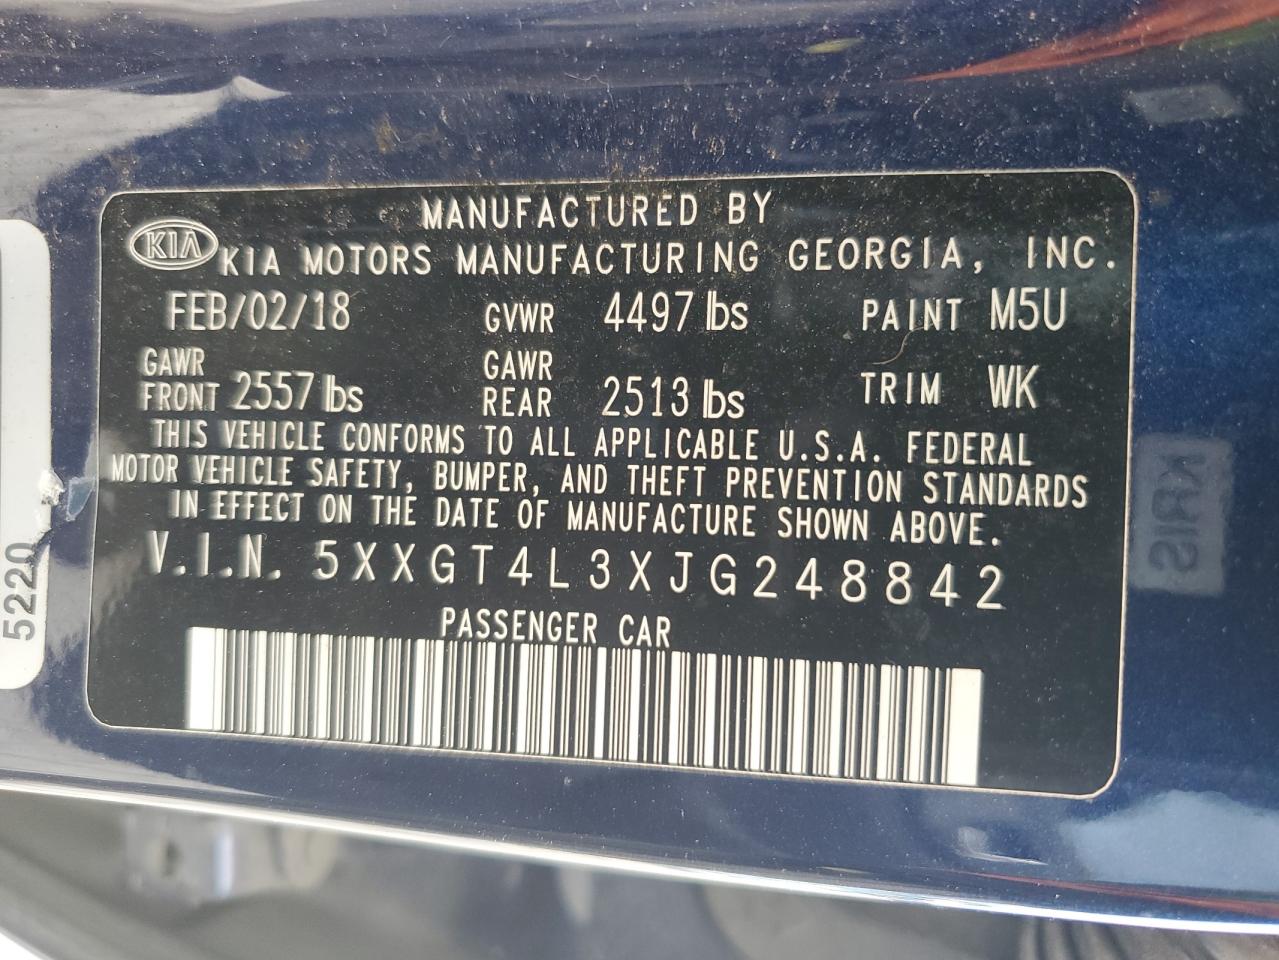 MANUFACTURED BY
KIA KIA MOTORS MANUFACTURING GEORGIA, INC.
FEB/02/18 GVWR 4497 lbs PAINT M5U
GAWR FRONT 2557 lbs GAWR REAR 2513 lbs TRIM WK
THIS VEHICLE CONFORMS TO ALL APPLICABLE U.S.A. FEDERAL
MOTOR VEHICLE SAFETY, BUMPER, AND THEFT PREVENTION STANDARDS
IN EFFECT ON THE DATE OF MANUFACTURE SHOWN ABOVE.
V.I.N. 5XXGT4L3XJG248842
PASSENGER CAR
5220
KRIS